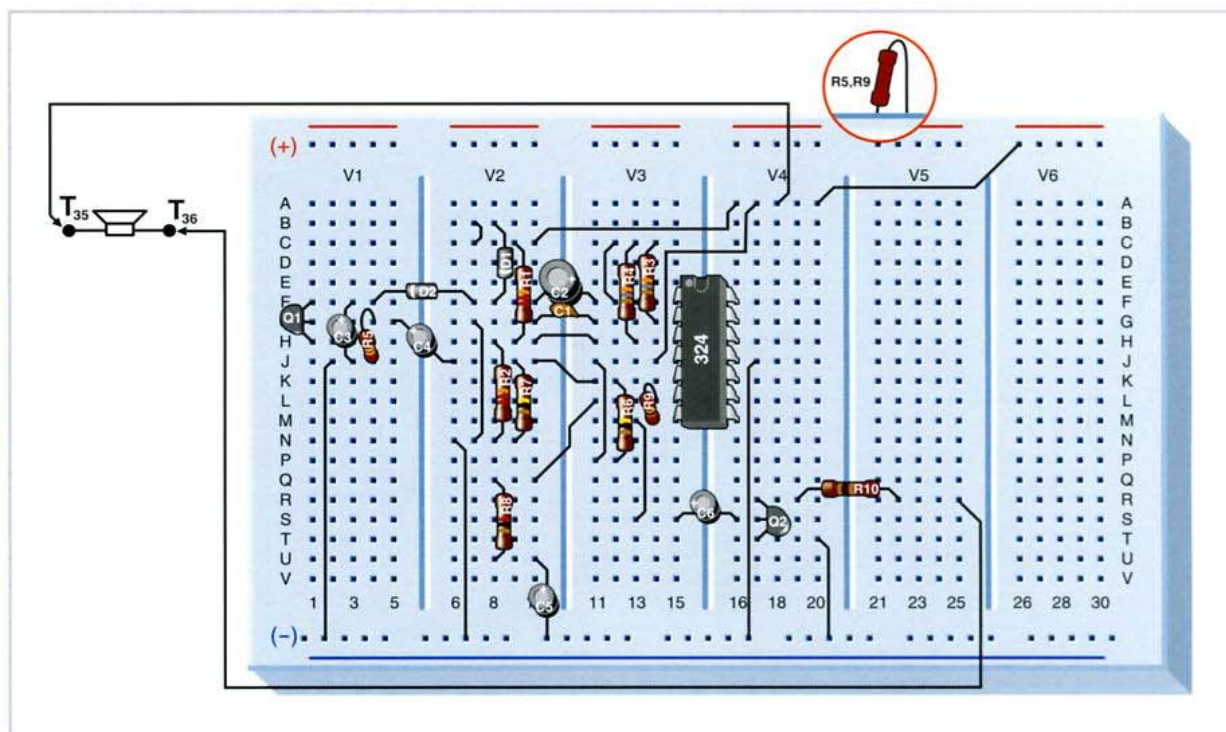 R5,R9
(+)
V1 V2 V3 V4 V5 V6
T35 T36
A A
B B
C C
D D1 D
E D2 R1 C2 R4 R3 E
F C1 F
G Q1 C3 R5 C4 G
H 324 H
J J
K R2 R7 K
L R6 R9 L
M M
N N
P P
Q Q
R R8 R10 R
S C6 Q2 S
T T
U U
V V
1 3 5 6 8 C5 11 13 15 16 18 20 21 23 25 26 28 30
(-)